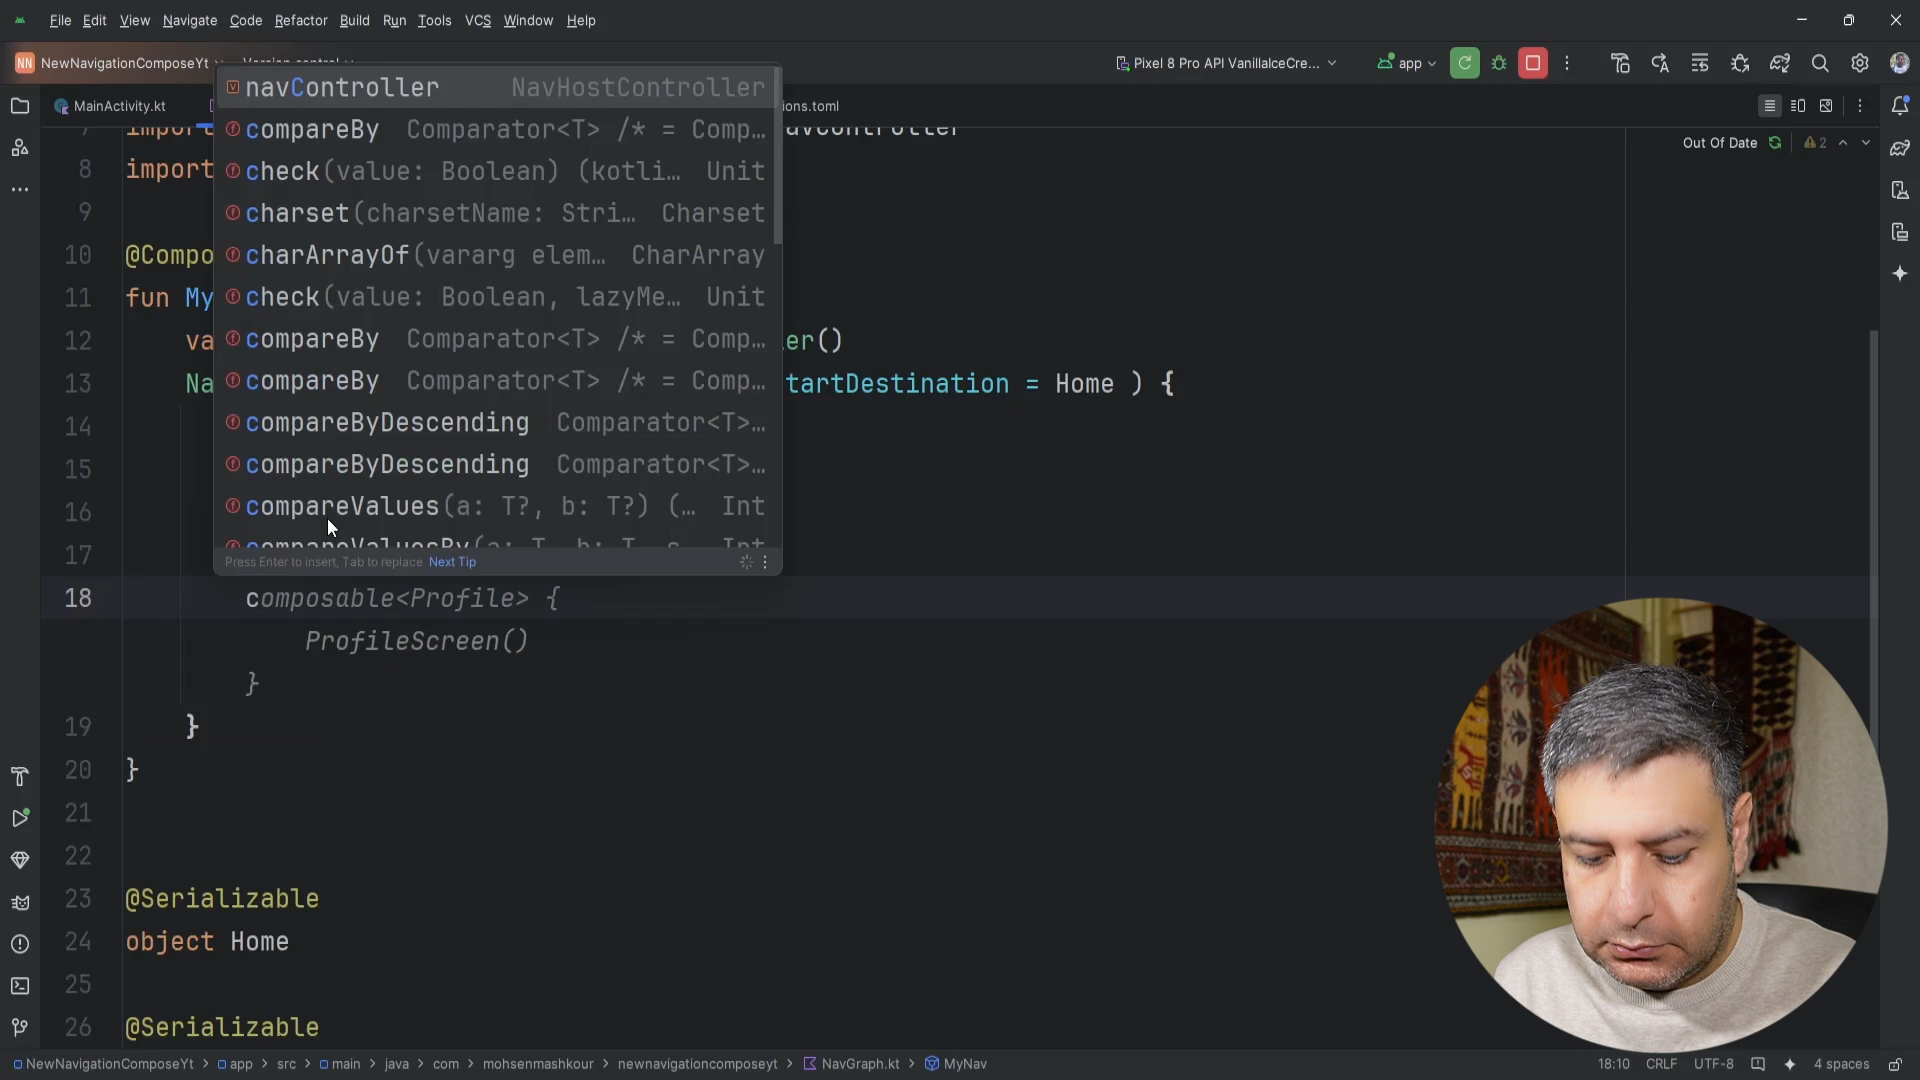 File Edit View Navigate Code Refactor Build Run Tools VCS Window Help
NN NewNavigationComposeYt Version control Pixel 8 Pro API VanillaIceCre... app
MainActivity.kt ions.toml
navController NavHostController
compareBy Comparator<T> /* = Comp...
check(value: Boolean) (kotli... Unit
charset(charsetName: Stri... Charset
charArrayOf(vararg elem... CharArray
check(value: Boolean, lazyMe... Unit
compareBy Comparator<T> /* = Comp...
compareBy Comparator<T> /* = Comp...
compareByDescending Comparator<T>...
compareByDescending Comparator<T>...
compareValues(a: T?, b: T?) (... Int
compareValuesBy(a: T, b: T, s... Int
Press Enter to insert, Tab to replace Next Tip
Out Of Date 2
7 import avController
8 import
9
10 @Compo
11 fun My
12 va er()
13 Na tartDestination = Home ) {
14
15
16
17
18 composable<Profile> {
ProfileScreen()
}
19 }
20 }
21
22
23 @Serializable
24 object Home
25
26 @Serializable
NewNavigationComposeYt > app > src > main > java > com > mohsenmashkour > newnavigationcomposeyt > NavGraph.kt > MyNav 18:10 CRLF UTF-8 4 spaces